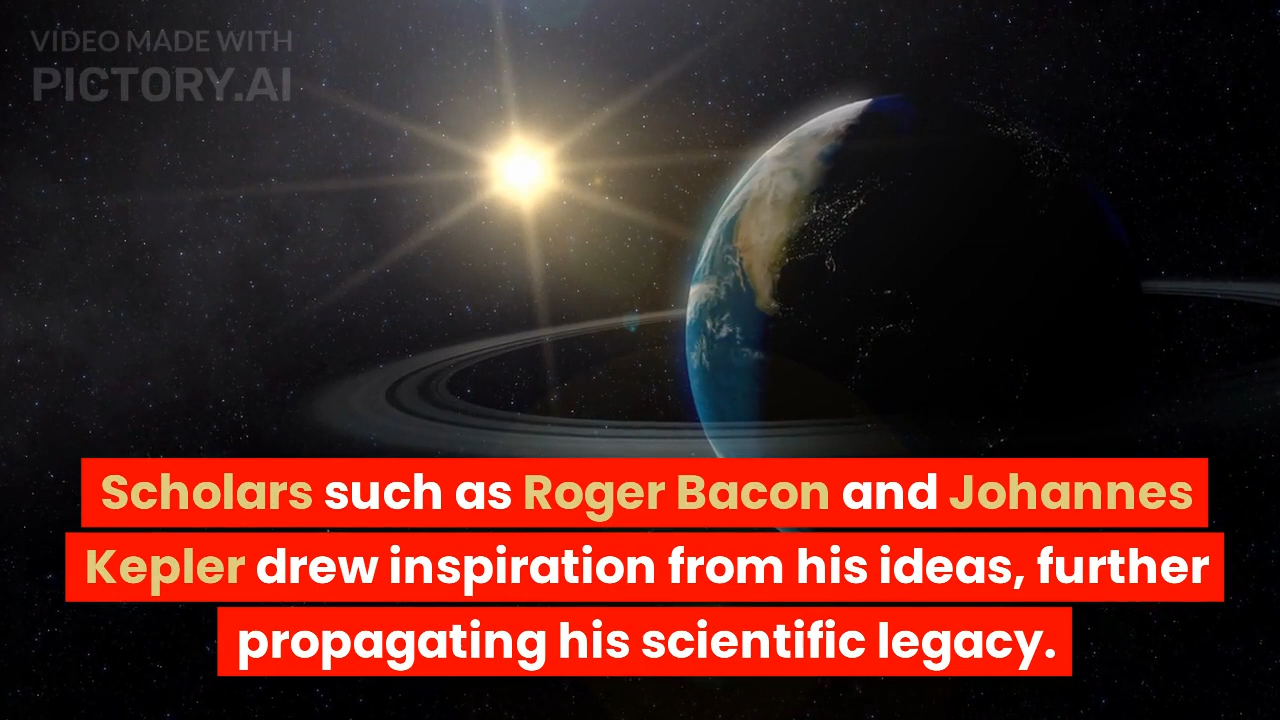 VIDEO MADE WITH
PICTORY.AI
Scholars such as Roger Bacon and Johannes
Kepler drew inspiration from his ideas, further
propagating his scientific legacy.